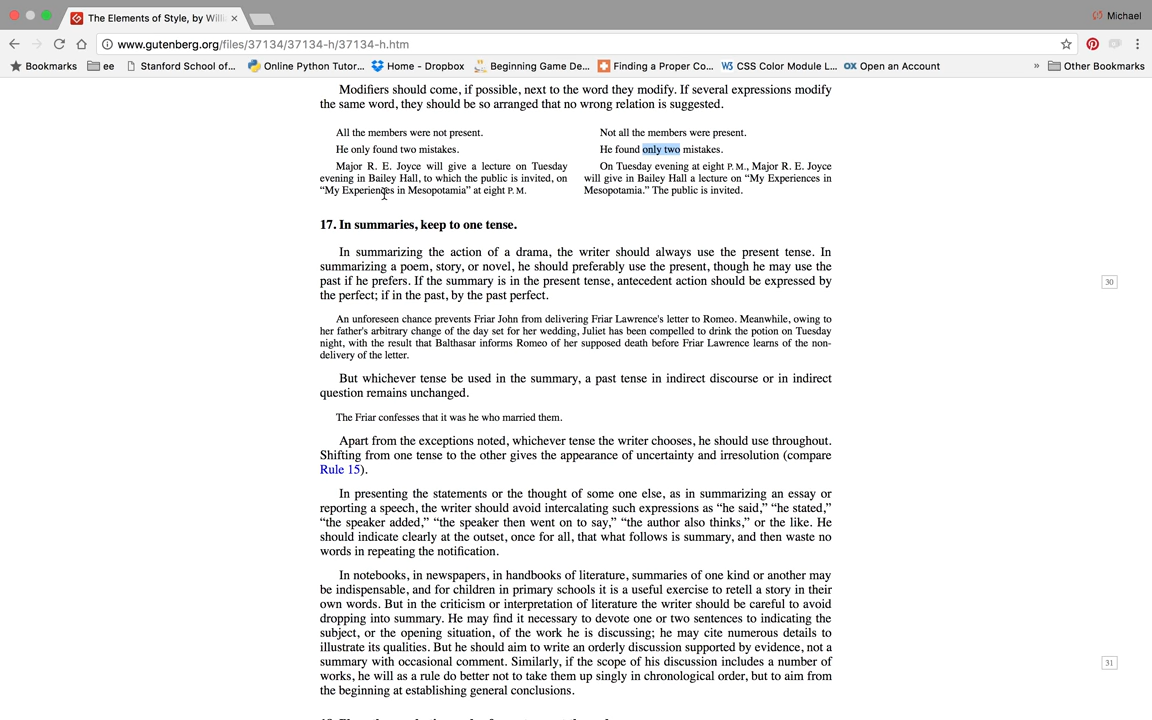 The Elements of Style, by Willi
Michael
www.gutenberg.org/files/37134/37134-h/37134-h.htm
Bookmarks ee Stanford School of... Online Python Tutor... Home - Dropbox Beginning Game De... Finding a Proper Co... W3 CSS Color Module L... OX Open an Account » Other Bookmarks
Modifiers should come, if possible, next to the word they modify. If several expressions modify
the same word, they should be so arranged that no wrong relation is suggested.
All the members were not present.
Not all the members were present.
He only found two mistakes.
He found only two mistakes.
Major R. E. Joyce will give a lecture on Tuesday
evening in Bailey Hall, to which the public is invited, on
“My Experiences in Mesopotamia” at eight P. M.
On Tuesday evening at eight P. M., Major R. E. Joyce
will give in Bailey Hall a lecture on “My Experiences in
Mesopotamia.” The public is invited.
17. In summaries, keep to one tense.
In summarizing the action of a drama, the writer should always use the present tense. In
summarizing a poem, story, or novel, he should preferably use the present, though he may use the
past if he prefers. If the summary is in the present tense, antecedent action should be expressed by
the perfect; if in the past, by the past perfect.
30
An unforeseen chance prevents Friar John from delivering Friar Lawrence's letter to Romeo. Meanwhile, owing to
her father's arbitrary change of the day set for her wedding, Juliet has been compelled to drink the potion on Tuesday
night, with the result that Balthasar informs Romeo of her supposed death before Friar Lawrence learns of the non-
delivery of the letter.
But whichever tense be used in the summary, a past tense in indirect discourse or in indirect
question remains unchanged.
The Friar confesses that it was he who married them.
Apart from the exceptions noted, whichever tense the writer chooses, he should use throughout.
Shifting from one tense to the other gives the appearance of uncertainty and irresolution (compare
Rule 15).
In presenting the statements or the thought of some one else, as in summarizing an essay or
reporting a speech, the writer should avoid intercalating such expressions as “he said,” “he stated,”
“the speaker added,” “the speaker then went on to say,” “the author also thinks,” or the like. He
should indicate clearly at the outset, once for all, that what follows is summary, and then waste no
words in repeating the notification.
In notebooks, in newspapers, in handbooks of literature, summaries of one kind or another may
be indispensable, and for children in primary schools it is a useful exercise to retell a story in their
own words. But in the criticism or interpretation of literature the writer should be careful to avoid
dropping into summary. He may find it necessary to devote one or two sentences to indicating the
subject, or the opening situation, of the work he is discussing; he may cite numerous details to
illustrate its qualities. But he should aim to write an orderly discussion supported by evidence, not a
summary with occasional comment. Similarly, if the scope of his discussion includes a number of
works, he will as a rule do better not to take them up singly in chronological order, but to aim from
the beginning at establishing general conclusions.
31